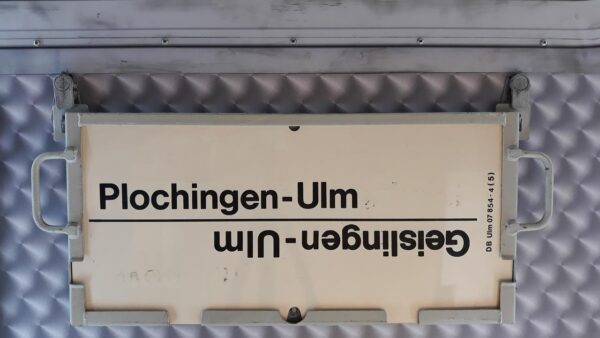 Plochingen-Ulm
Geislingen-Ulm
DB Ulm 07 854-4 (5)